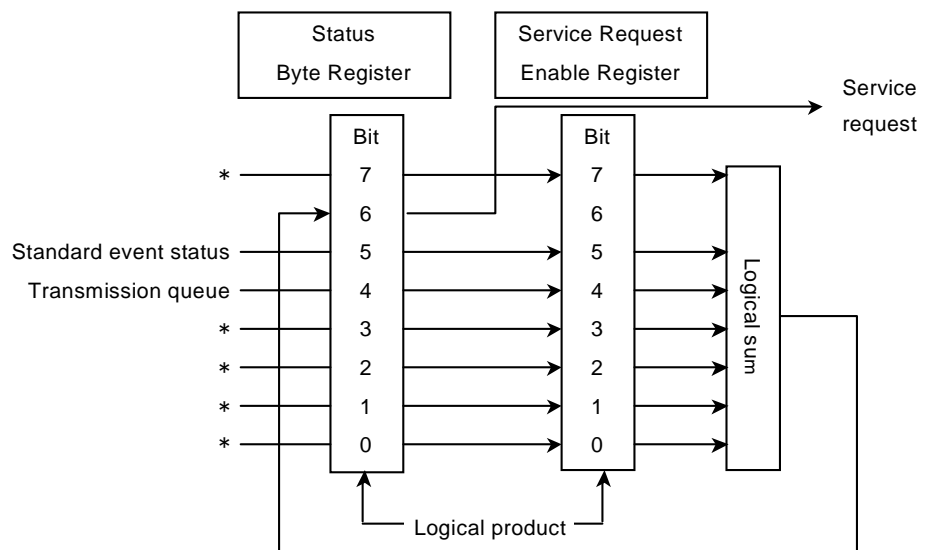 Status
Byte Register
Service Request
Enable Register
Service
request
Bit
Bit
* 7 7
6 6
Standard event status 5 5
Transmission queue 4 4
* 3 3
* 2 2
* 1 1
* 0 0
Logical sum
Logical product